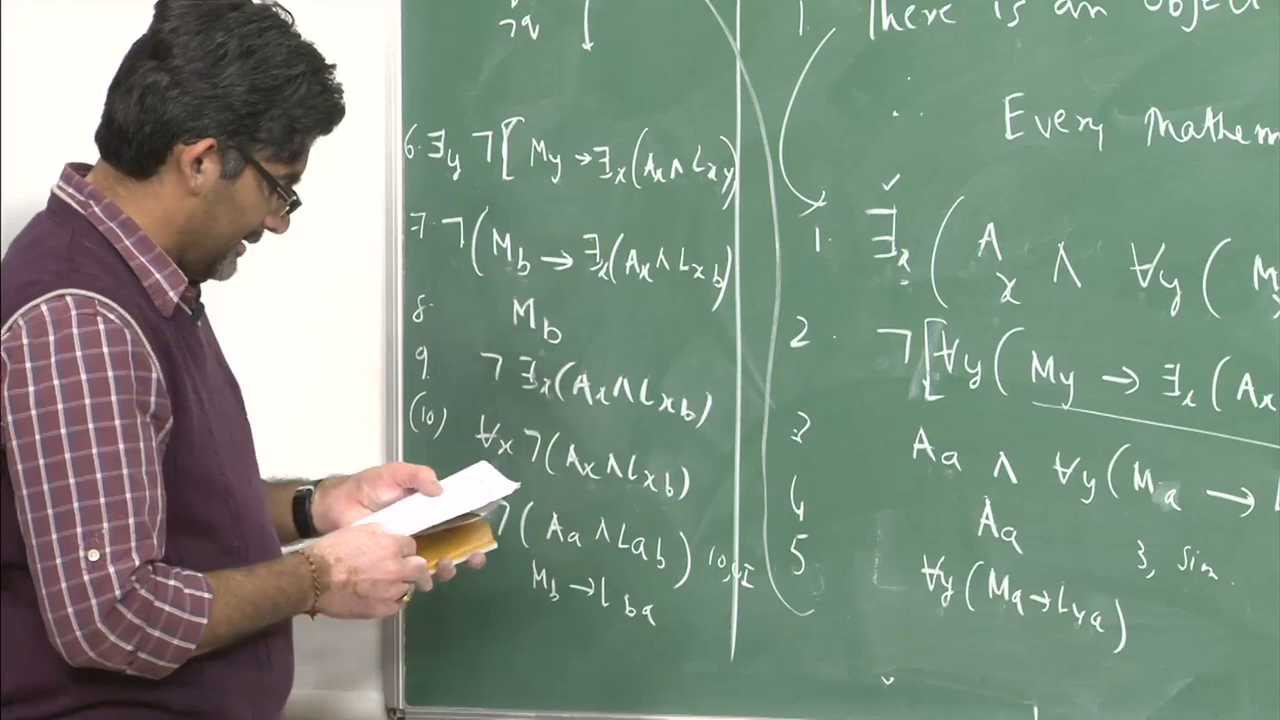 ¬q
6. ∃y ¬[ My → ∃x(Ax ∧ Lxy)
7. ¬(Mb → ∃x(Ax ∧ Lxb)
8. Mb
9. ¬∃x(Ax ∧ Lxb)
(10) ∀x ¬(Ax ∧ Lxb)
¬(Aa ∧ Lab) 10,
Mb → Lba
1. There is an object
∴ Every Mathem
1. ∃x (Ax ∧ ∀y ( M
2. ¬[∀y( My → ∃x(Ax
3 Aa ∧ ∀y(Ma →
4 Aa 3, Sim.
5 ∀y(Ma → Lya)